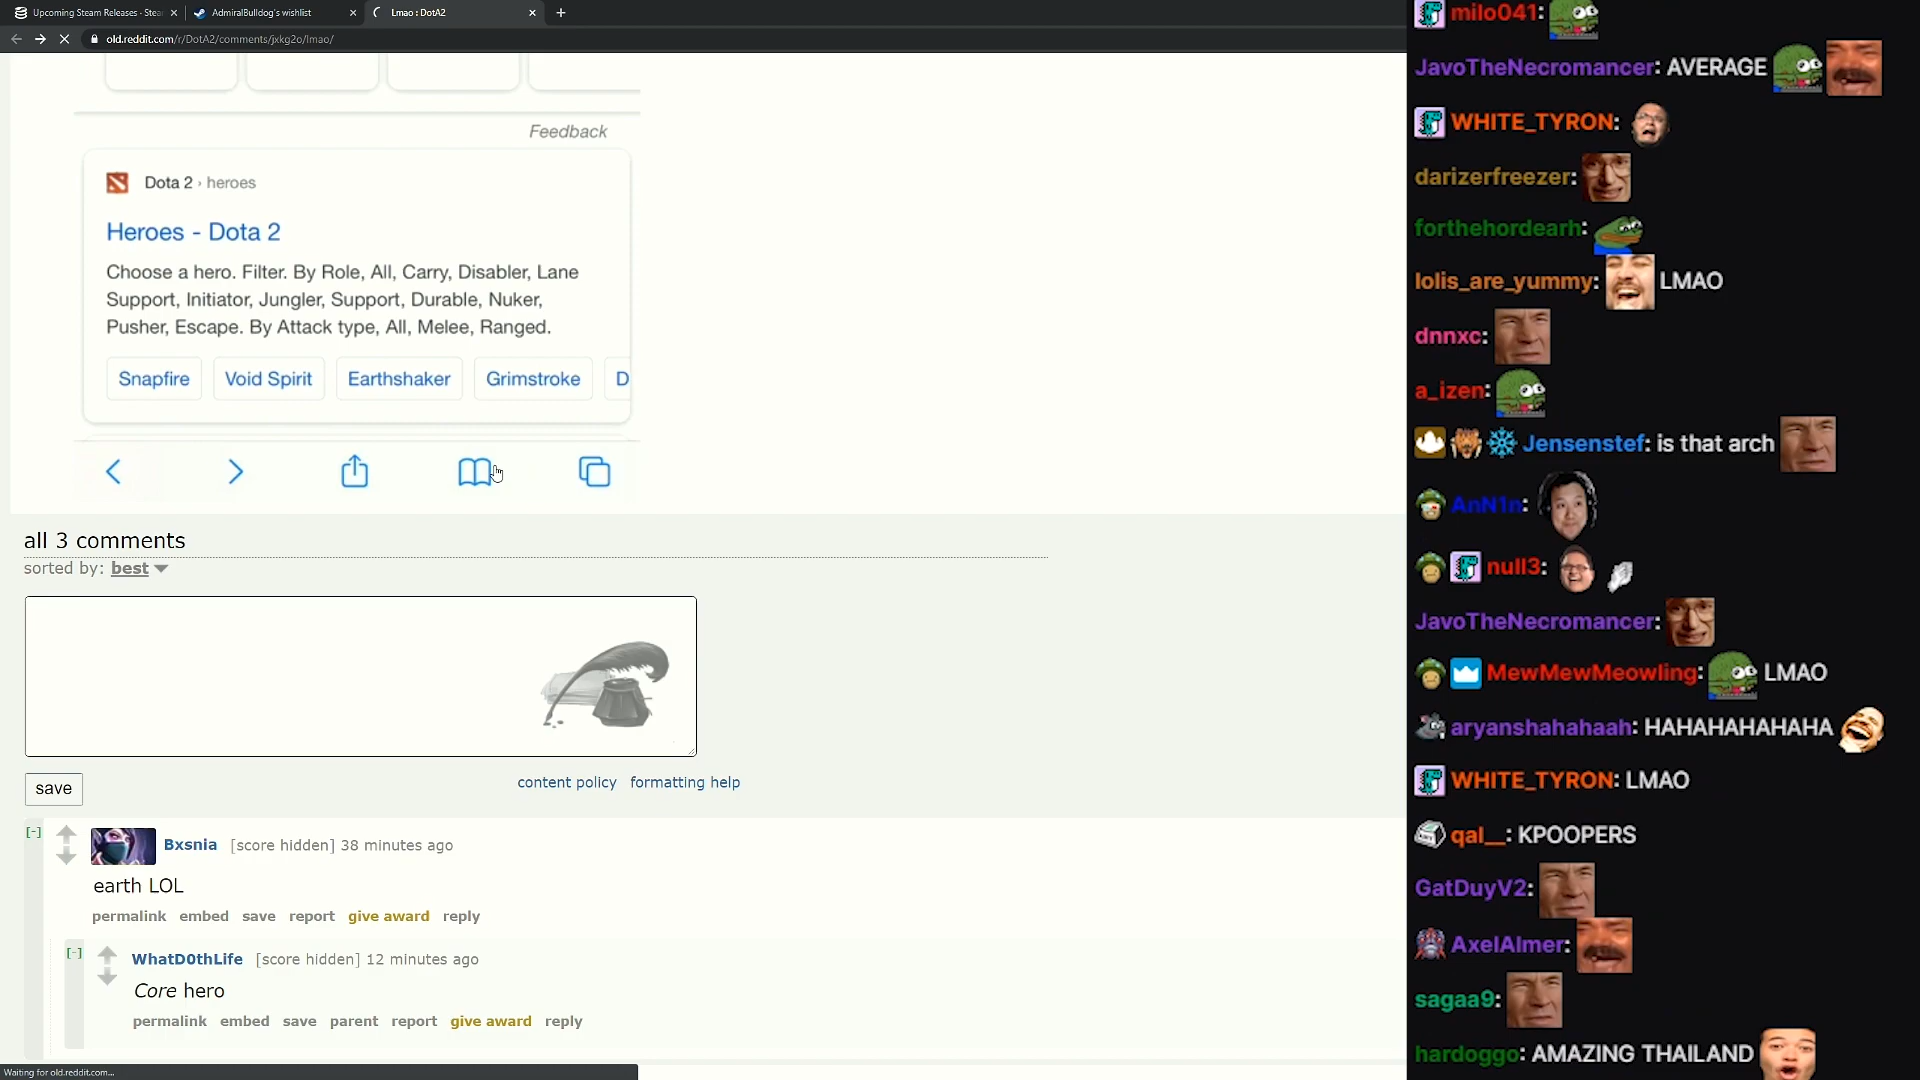 Upcoming Steam Releases - Stea
AdmiralBulldog's wishlist
Lmao : DotA2
old.reddit.com/r/DotA2/comments/jxkg2o/lmao/
Feedback
Dota 2 › heroes
Heroes - Dota 2
Choose a hero. Filter. By Role, All, Carry, Disabler, Lane
Support, Initiator, Jungler, Support, Durable, Nuker,
Pusher, Escape. By Attack type, All, Melee, Ranged.
Snapfire
Void Spirit
Earthshaker
Grimstroke
D
all 3 comments
sorted by: best
save
content policy formatting help
[-]
Bxsnia [score hidden] 38 minutes ago
earth LOL
permalink embed save report give award reply
[-]
WhatD0thLife [score hidden] 12 minutes ago
Core hero
permalink embed save parent report give award reply
Waiting for old.reddit.com...
milo041:
JavoTheNecromancer: AVERAGE
WHITE_TYRON:
darizerfreezer:
forthehordearh:
lolis_are_yummy: LMAO
dnnxc:
a_izen:
Jensenstef: is that arch
AnN1n:
null3:
JavoTheNecromancer:
MewMewMeowling: LMAO
aryanshahahaah: HAHAHAHAHAHA
WHITE_TYRON: LMAO
qal__: KPOOPERS
GatDuyV2:
AxelAlmer:
sagaa9:
hardoggo: AMAZING THAILAND